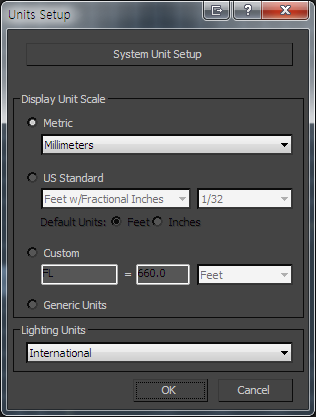 Units Setup
System Unit Setup
Display Unit Scale
Metric
Millimeters
US Standard
Feet w/Fractional Inches 1/32
Default Units: Feet Inches
Custom
FL = 660.0 Feet
Generic Units
Lighting Units
International
OK Cancel